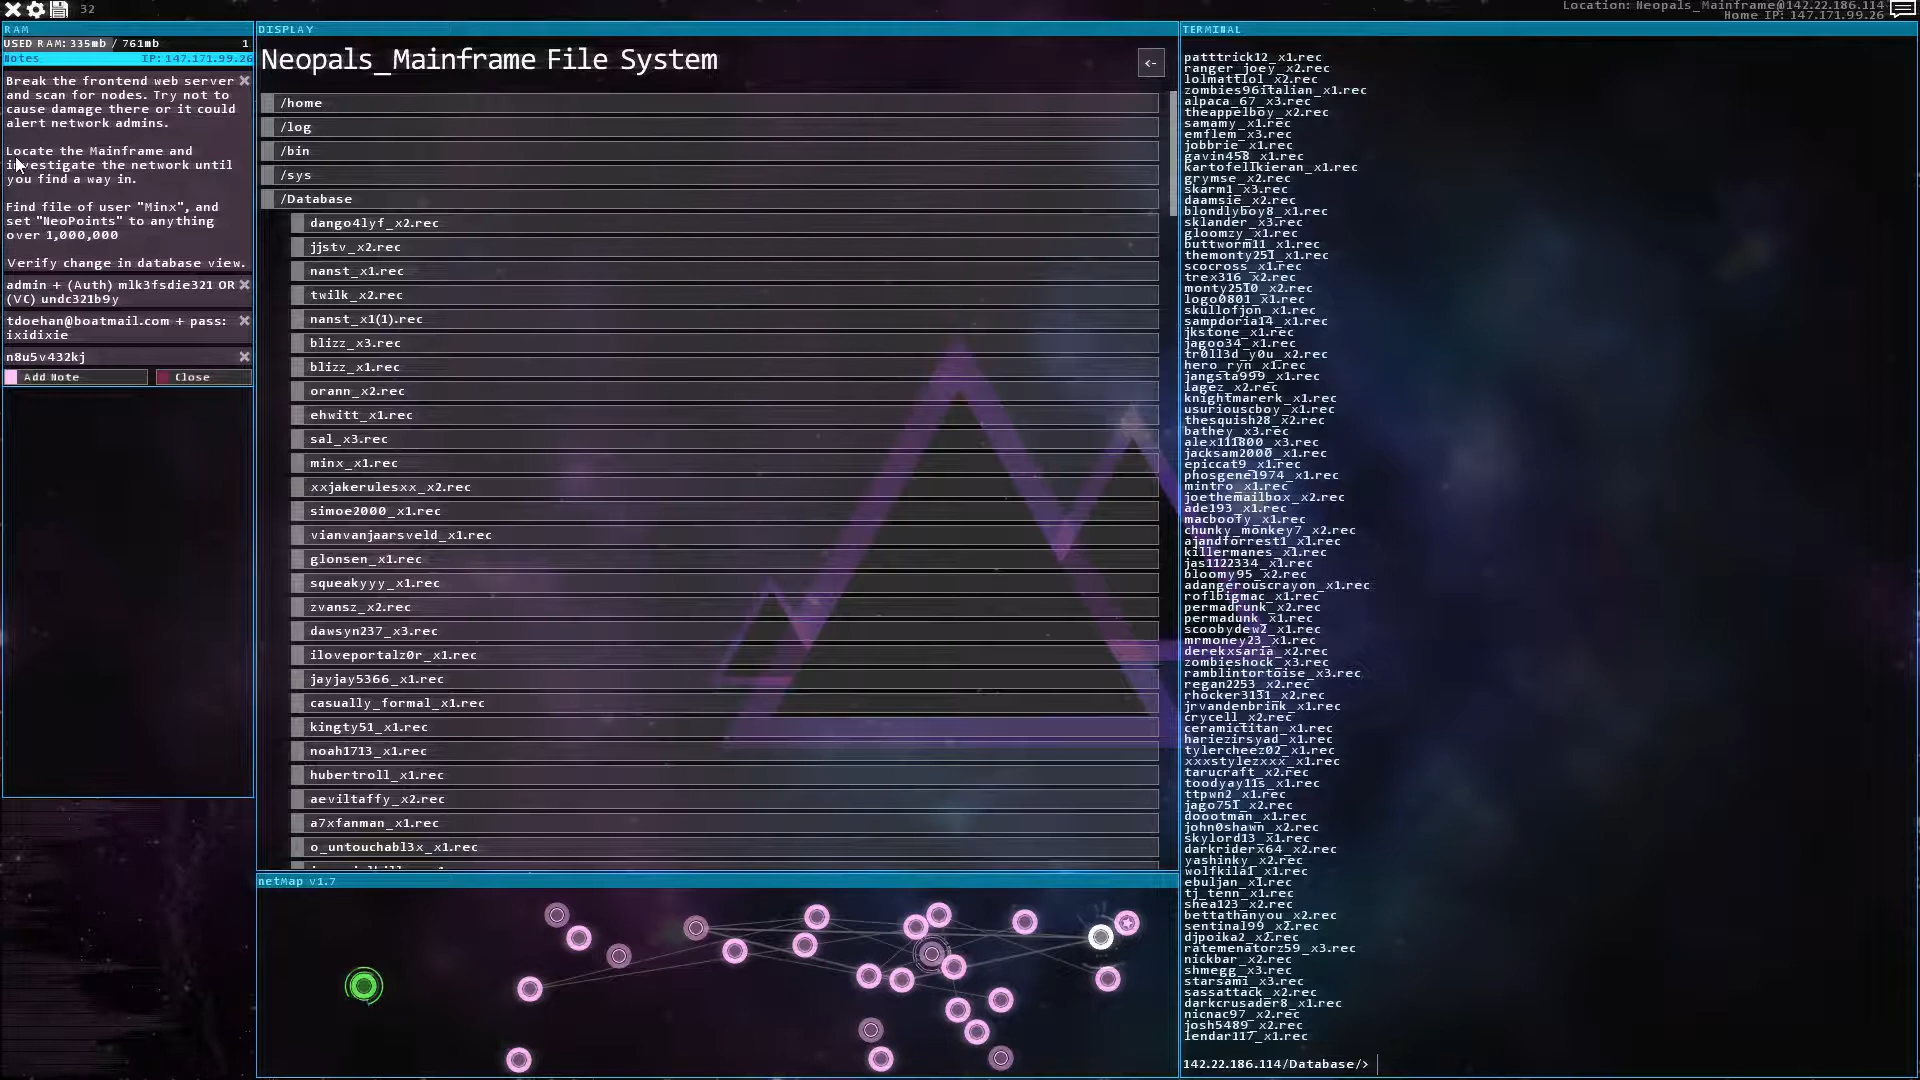 32
Location: Neopals_Mainframe@142.22.186.114
Home IP: 147.171.99.26
RAM
USED RAM: 335mb / 761mb 1
Notes IP: 147.171.99.26
Break the frontend web server
and scan for nodes. Try not to
cause damage there or it could
alert network admins.
Locate the Mainframe and
investigate the network until
you find a way in.
Find file of user "Minx", and
set "NeoPoints" to anything
over 1,000,000
Verify change in database view.
admin + (Auth) mlk3fsdie321 OR
(VC) undc321b9y
tdoehan@boatmail.com + pass:
ixidixie
n8u5v432kj
Add Note
Close
DISPLAY
Neopals_Mainframe File System
<-
/home
/log
/bin
/sys
/Database
dango4lyf_x2.rec
jjstv_x2.rec
nanst_x1.rec
twilk_x2.rec
nanst_x1(1).rec
blizz_x3.rec
blizz_x1.rec
orann_x2.rec
ehwitt_x1.rec
sal_x3.rec
minx_x1.rec
xxjakerulesxx_x2.rec
simoe2000_x1.rec
vianvanjaarsveld_x1.rec
glonsen_x1.rec
squeakyyy_x1.rec
zvansz_x2.rec
dawsyn237_x3.rec
iloveportalz0r_x1.rec
jayjay5366_x1.rec
casually_formal_x1.rec
kingty51_x1.rec
noah1713_x1.rec
hubertroll_x1.rec
aeviltaffy_x2.rec
a7xfanman_x1.rec
o_untouchabl3x_x1.rec
netMap v1.7
TERMINAL
patttrick12_x1.rec
ranger_joey_x2.rec
lolmattlol_x2.rec
zombies96italian_x1.rec
alpaca_67_x3.rec
theappelboy_x2.rec
samamy_x1.rec
emflem_x3.rec
jobbrie_x1.rec
gavin458_x1.rec
kartofellkieran_x1.rec
grymse_x2.rec
skarm1_x3.rec
daamsie_x2.rec
blondlyboy8_x1.rec
sklander_x3.rec
gloomzy_x1.rec
buttworm11_x2.rec
themonty251_x1.rec
scocross_x1.rec
trex316_x2.rec
monty2510_x2.rec
logo0801_x1.rec
skullofjon_x1.rec
sampdoria14_x1.rec
jkstone_x1.rec
jagoo34_x1.rec
tr0ll3d_y0u_x2.rec
hero_ryn_x1.rec
jangsta999_x1.rec
lagez_x2.rec
knightmarerk_x1.rec
usuriouscboy_x1.rec
thesquish28_x2.rec
bathey_x3.rec
alex111800_x3.rec
jacksam2000_x1.rec
epiccat9_x1.rec
phosgene1974_x1.rec
mintro_x1.rec
joethemailbox_x2.rec
ade193_x1.rec
macboofy_x1.rec
chunky_monkey7_x2.rec
ajandforrest1_x1.rec
killermanes_x1.rec
jas1122334_x1.rec
bloomy95_x2.rec
adangerouscrayon_x1.rec
roflbigmac_x1.rec
permadrunk_x2.rec
permadunk_x1.rec
scoobydew2_x1.rec
mrmoney23_x1.rec
derekxsaria_x2.rec
zombieshock_x3.rec
ramblintortoise_x3.rec
regan2253_x2.rec
rhocker3131_x2.rec
jrvandenbrink_x2.rec
crycell_x2.rec
ceramictitan_x1.rec
hariezirsyad_x1.rec
tylercheez02_x1.rec
xxxstylezxxx_x1.rec
tarucraft_x2.rec
toodyay11s_x1.rec
ttpwn2_x1.rec
jago751_x2.rec
doootman_x1.rec
john0shawn_x2.rec
skylord13_x1.rec
darkriderx64_x2.rec
yashinky_x2.rec
wolfkila1_x1.rec
ebuljan_x1.rec
tj_tenn_x1.rec
shea123_x2.rec
bettathanyou_x2.rec
sentinal99_x2.rec
djpoika2_x2.rec
ratemenatorz59_x3.rec
nickbar_x2.rec
shmegg_x3.rec
starsami_x3.rec
sassattack_x2.rec
darkcrusader8_x1.rec
nicnac97_x2.rec
josh5489_x2.rec
lendar117_x1.rec
142.22.186.114/Database/>